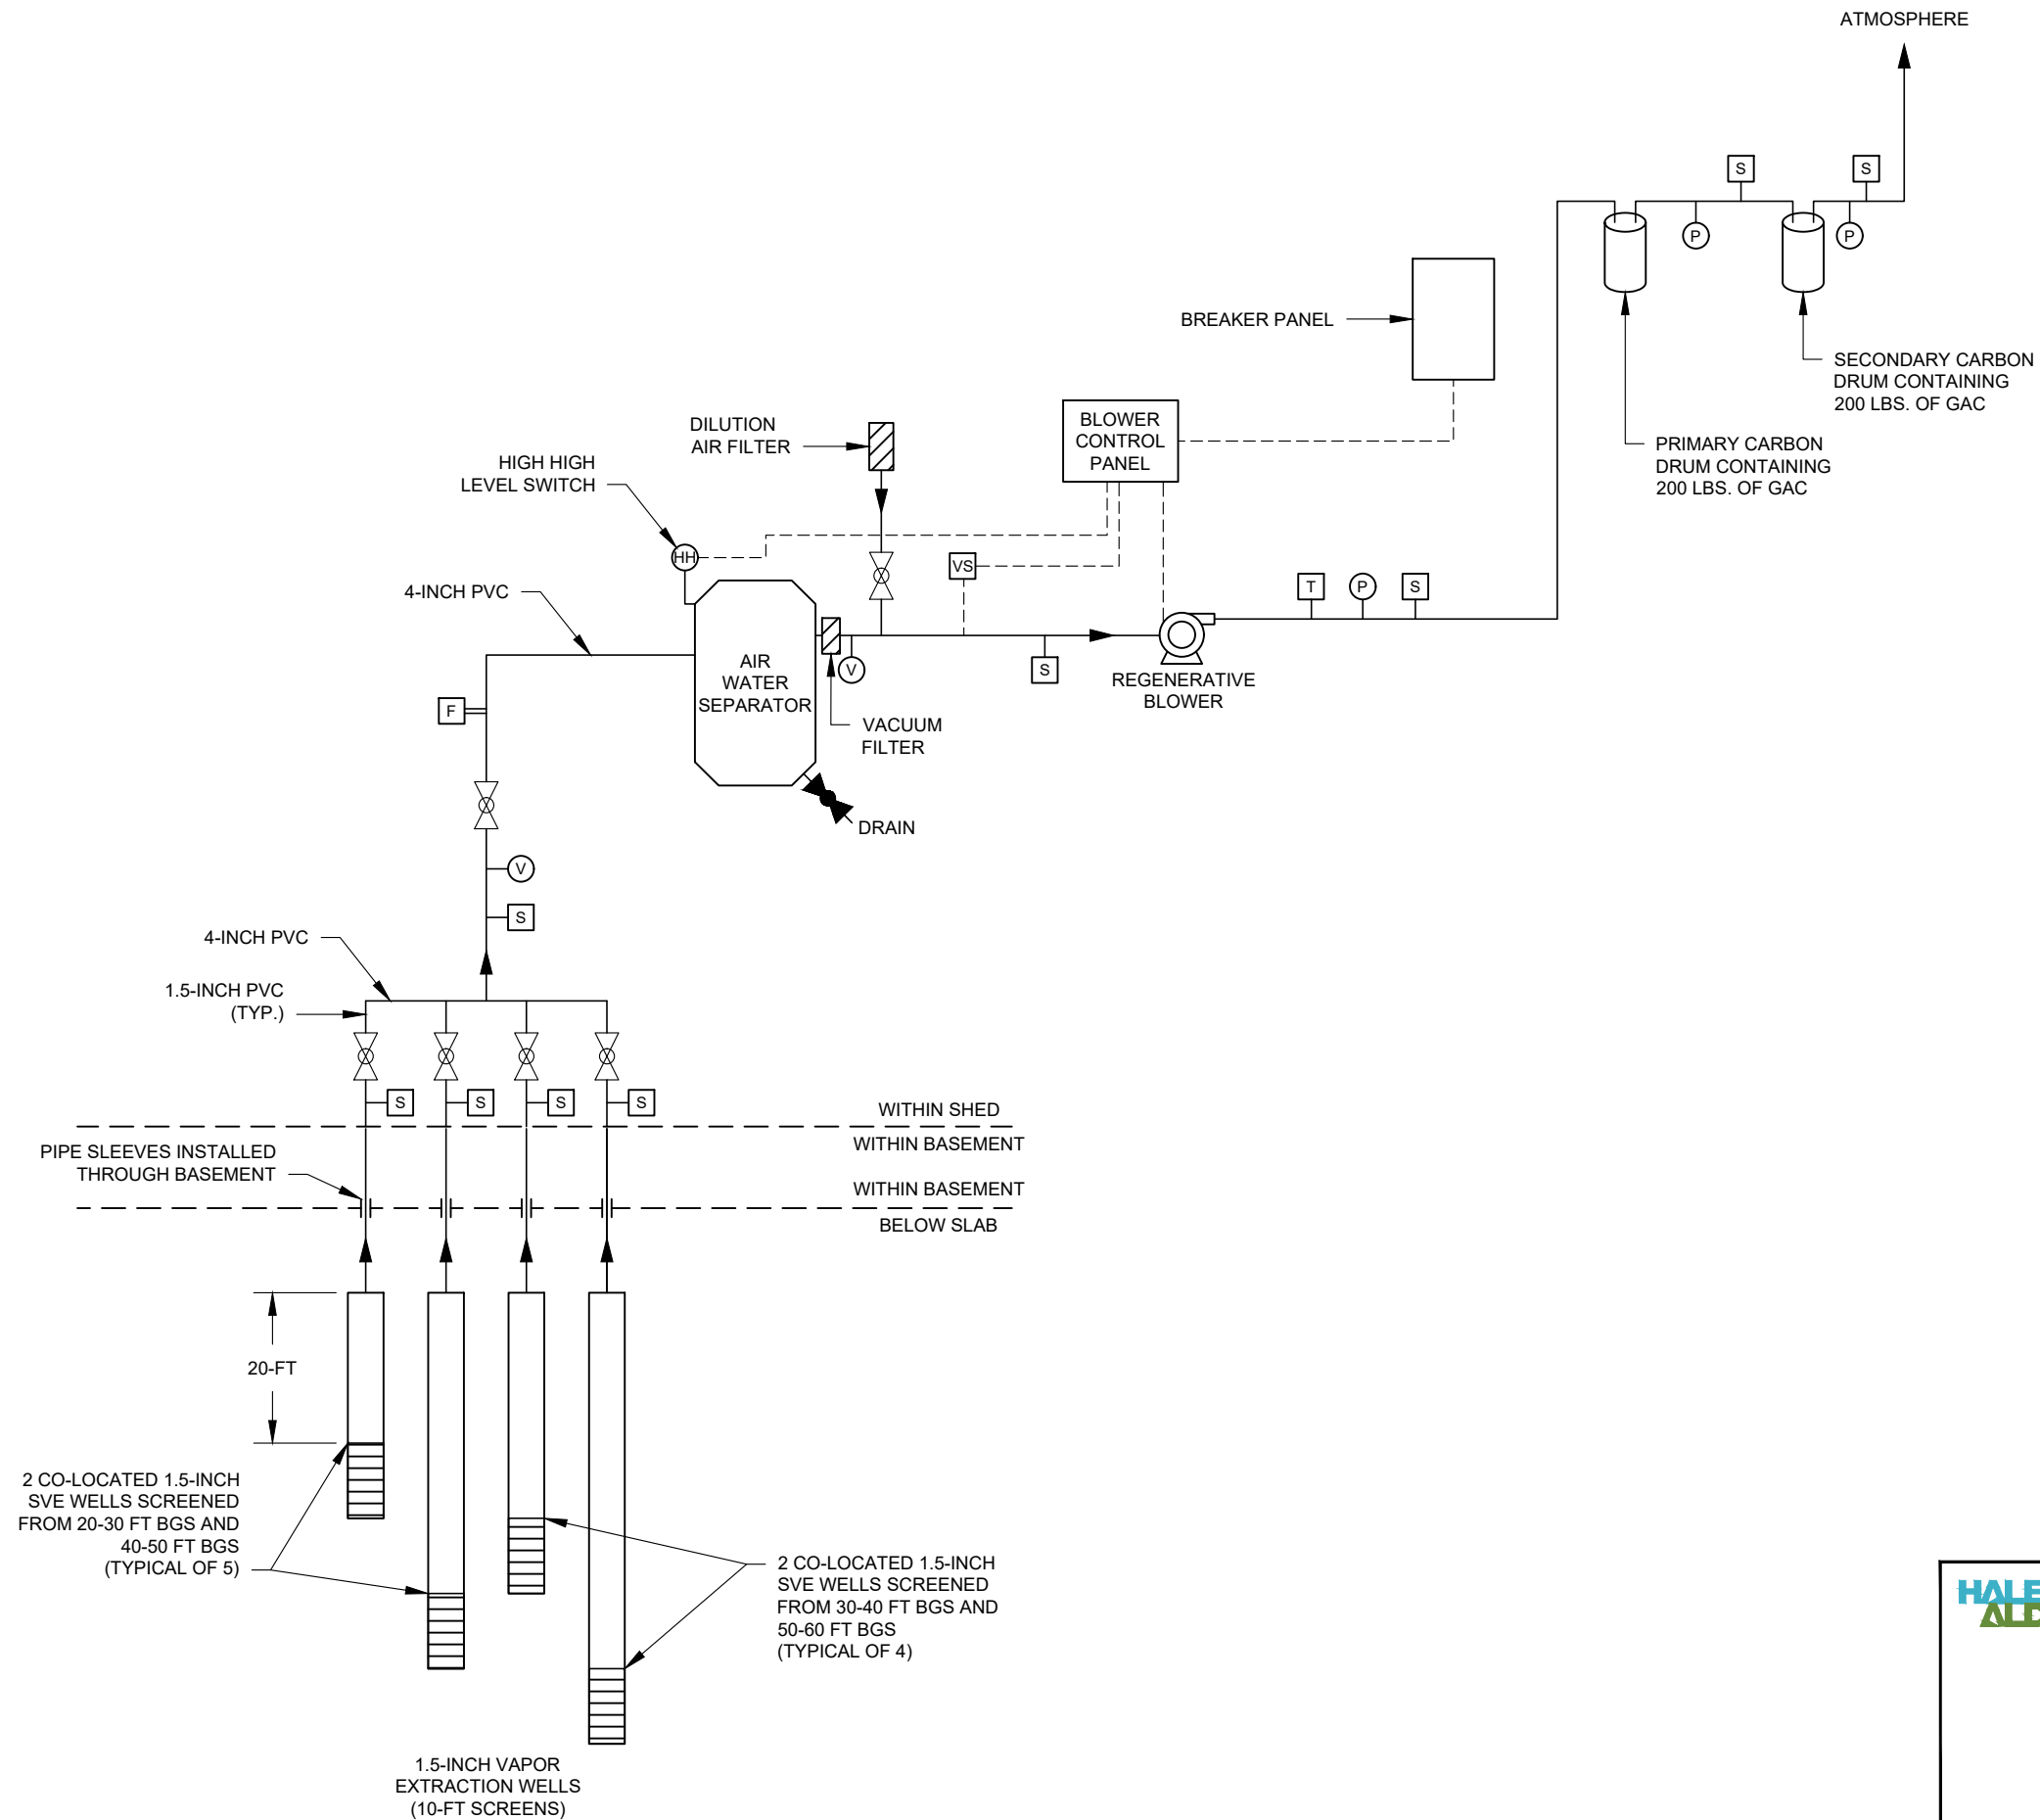 ATMOSPHERE
S
S
P
P
BREAKER PANEL
SECONDARY CARBON
DRUM CONTAINING
200 LBS. OF GAC
PRIMARY CARBON
DRUM CONTAINING
200 LBS. OF GAC
BLOWER
CONTROL
PANEL
DILUTION
AIR FILTER
HIGH HIGH
LEVEL SWITCH
HH
VS
T
P
S
4-INCH PVC
AIR
WATER
SEPARATOR
V
S
REGENERATIVE
BLOWER
F
VACUUM
FILTER
DRAIN
V
S
4-INCH PVC
1.5-INCH PVC
(TYP.)
S
S
S
S
WITHIN SHED
WITHIN BASEMENT
PIPE SLEEVES INSTALLED
THROUGH BASEMENT
WITHIN BASEMENT
BELOW SLAB
20-FT
2 CO-LOCATED 1.5-INCH
SVE WELLS SCREENED
FROM 20-30 FT BGS AND
40-50 FT BGS
(TYPICAL OF 5)
2 CO-LOCATED 1.5-INCH
SVE WELLS SCREENED
FROM 30-40 FT BGS AND
50-60 FT BGS
(TYPICAL OF 4)
1.5-INCH VAPOR
EXTRACTION WELLS
(10-FT SCREENS)